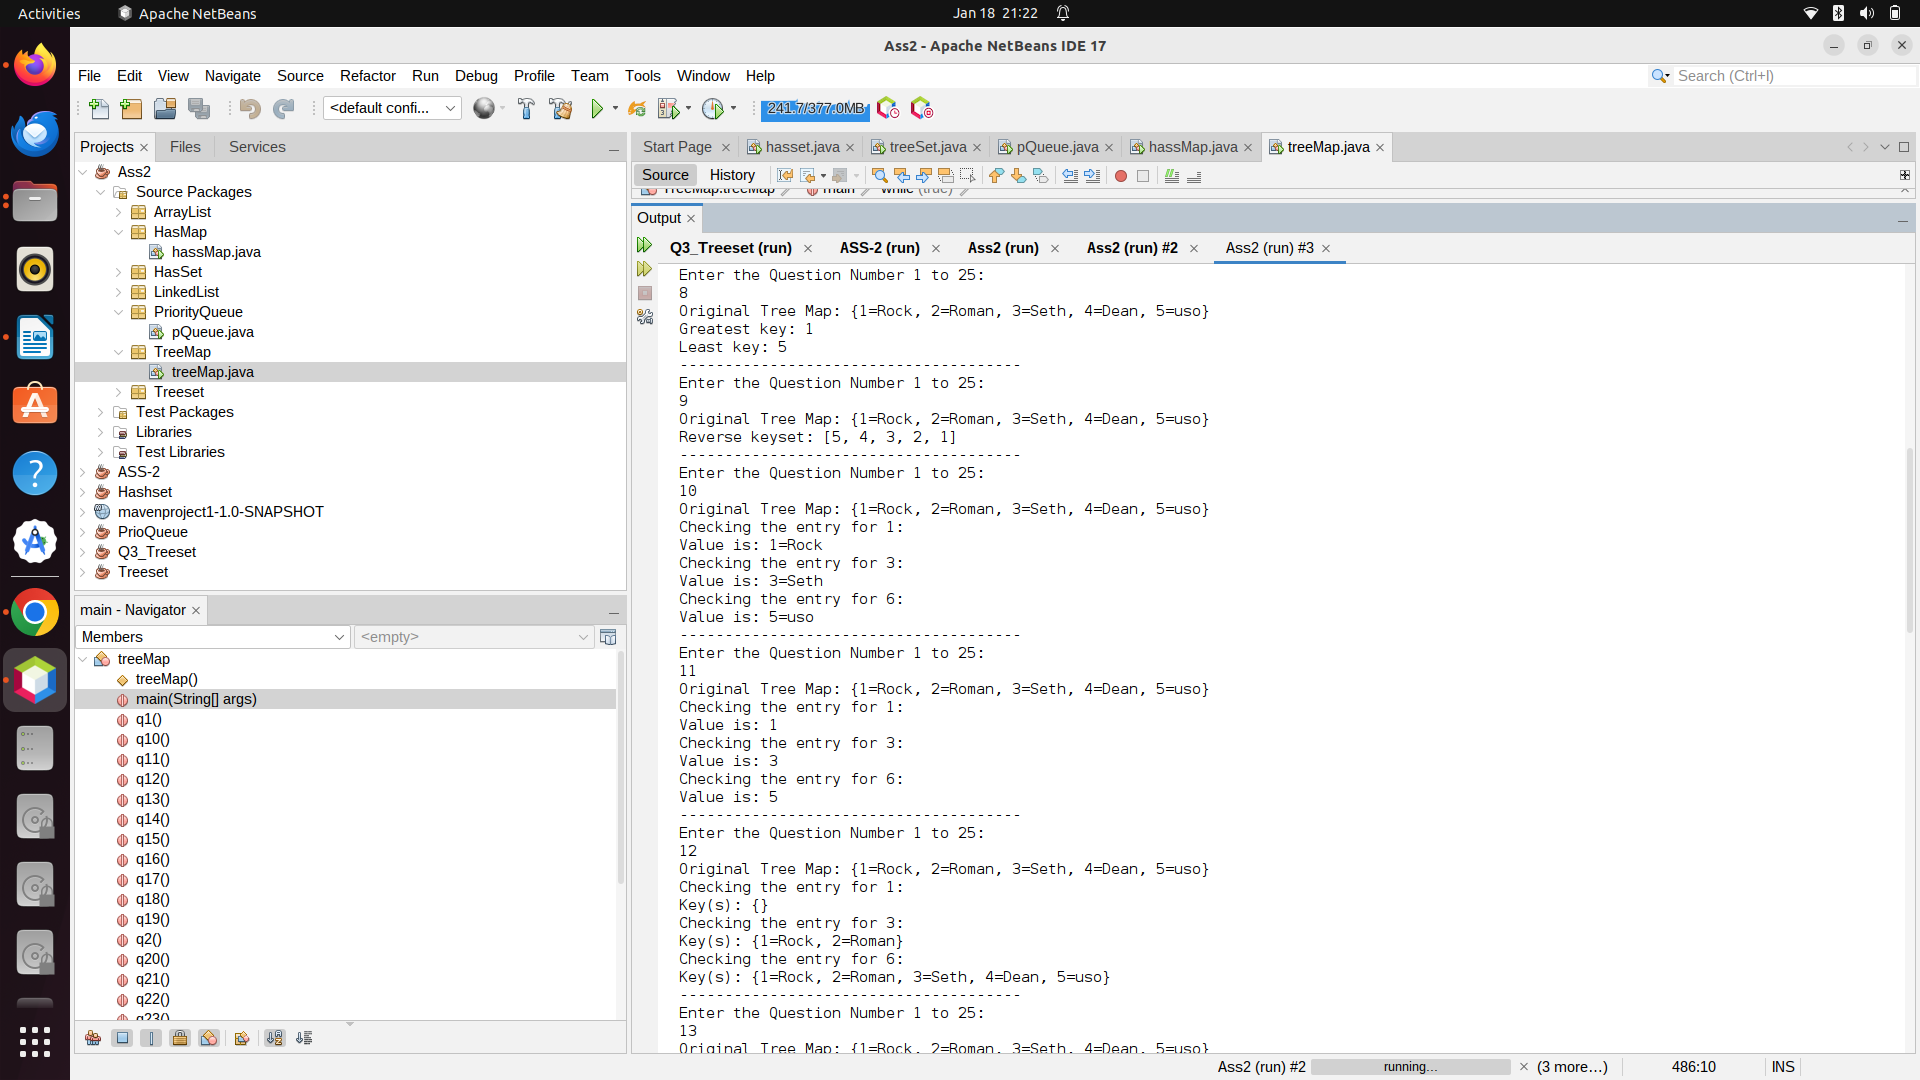 Activities
Apache NetBeans
Jan 18 21:22
Ass2 - Apache NetBeans IDE 17
File Edit View Navigate Source Refactor Run Debug Profile Team Tools Window Help
Search (Ctrl+I)
<default confi...
241.7/377.0MB
Projects
Files
Services
Ass2
Source Packages
ArrayList
HasMap
hassMap.java
HasSet
LinkedList
PriorityQueue
pQueue.java
TreeMap
treeMap.java
Treeset
Test Packages
Libraries
Test Libraries
ASS-2
Hashset
mavenproject1-1.0-SNAPSHOT
PrioQueue
Q3_Treeset
Treeset
main - Navigator
Members
<empty>
treeMap
treeMap()
main(String[] args)
q1()
q10()
q11()
q12()
q13()
q14()
q15()
q16()
q17()
q18()
q19()
q2()
q20()
q21()
q22()
q23()
Start Page
hasset.java
treeSet.java
pQueue.java
hassMap.java
treeMap.java
Source
History
TreeMap.treeMap
main
while (true)
Output
Q3_Treeset (run)
ASS-2 (run)
Ass2 (run)
Ass2 (run) #2
Ass2 (run) #3
Enter the Question Number 1 to 25:
8
Original Tree Map: {1=Rock, 2=Roman, 3=Seth, 4=Dean, 5=uso}
Greatest key: 1
Least key: 5
--------------------------------------
Enter the Question Number 1 to 25:
9
Original Tree Map: {1=Rock, 2=Roman, 3=Seth, 4=Dean, 5=uso}
Reverse keyset: [5, 4, 3, 2, 1]
--------------------------------------
Enter the Question Number 1 to 25:
10
Original Tree Map: {1=Rock, 2=Roman, 3=Seth, 4=Dean, 5=uso}
Checking the entry for 1:
Value is: 1=Rock
Checking the entry for 3:
Value is: 3=Seth
Checking the entry for 6:
Value is: 5=uso
--------------------------------------
Enter the Question Number 1 to 25:
11
Original Tree Map: {1=Rock, 2=Roman, 3=Seth, 4=Dean, 5=uso}
Checking the entry for 1:
Value is: 1
Checking the entry for 3:
Value is: 3
Checking the entry for 6:
Value is: 5
--------------------------------------
Enter the Question Number 1 to 25:
12
Original Tree Map: {1=Rock, 2=Roman, 3=Seth, 4=Dean, 5=uso}
Checking the entry for 1:
Key(s): {}
Checking the entry for 3:
Key(s): {1=Rock, 2=Roman}
Checking the entry for 6:
Key(s): {1=Rock, 2=Roman, 3=Seth, 4=Dean, 5=uso}
--------------------------------------
Enter the Question Number 1 to 25:
13
Original Tree Map: {1=Rock, 2=Roman, 3=Seth, 4=Dean, 5=uso}
Ass2 (run) #2
running...
(3 more...)
486:10
INS